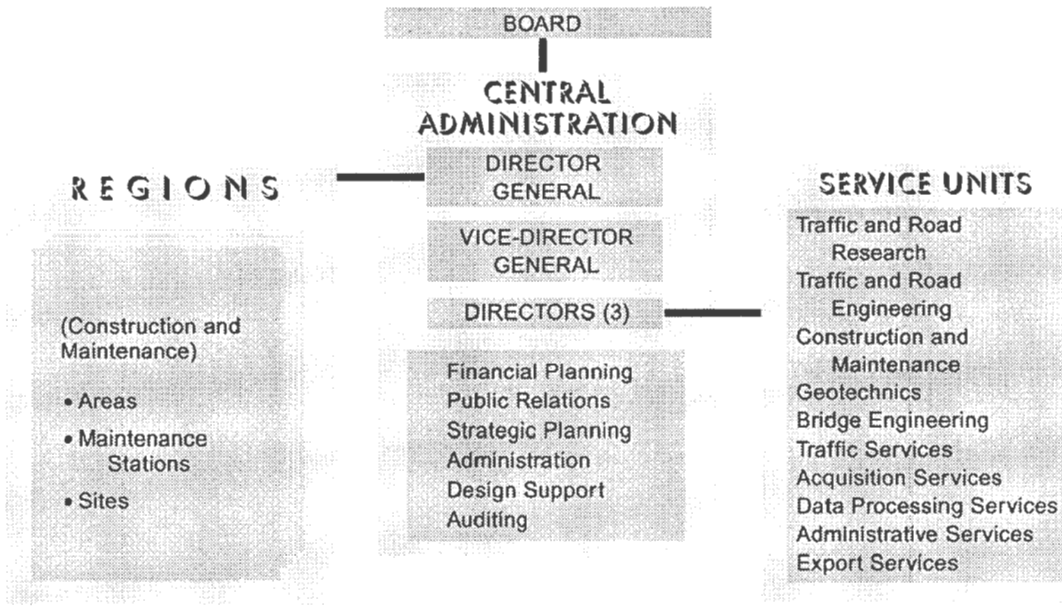 BOARD
CENTRAL
ADMINISTRATION
DIRECTOR
GENERAL
VICE-DIRECTOR
GENERAL
DIRECTORS (3)
Financial Planning
Public Relations
Strategic Planning
Administration
Design Support
Auditing
REGIONS
(Construction and
Maintenance)
• Areas
• Maintenance
Stations
• Sites
SERVICE UNITS
Traffic and Road
Research
Traffic and Road
Engineering
Construction and
Maintenance
Geotechnics
Bridge Engineering
Traffic Services
Acquisition Services
Data Processing Services
Administrative Services
Export Services